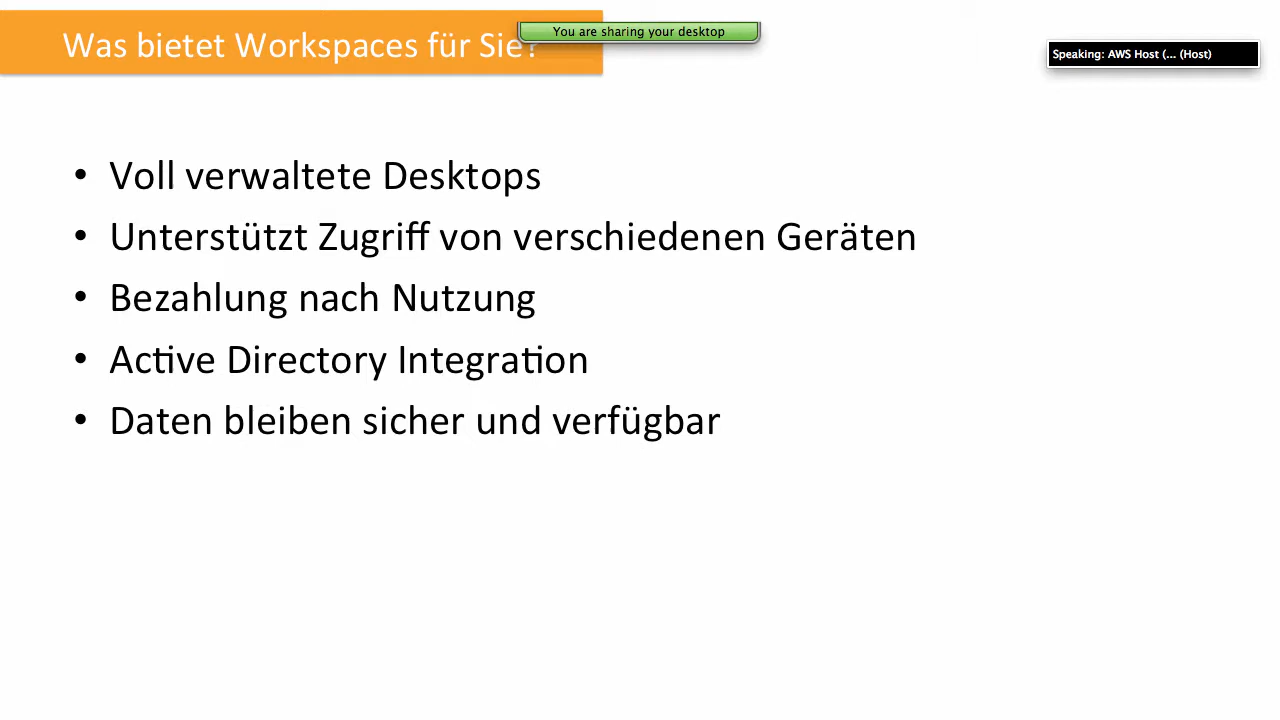 Was bietet Workspaces für Sie?
You are sharing your desktop
Speaking: AWS Host (... (Host)
• Voll verwaltete Desktops
• Unterstützt Zugriff von verschiedenen Geräten
• Bezahlung nach Nutzung
• Active Directory Integration
• Daten bleiben sicher und verfügbar